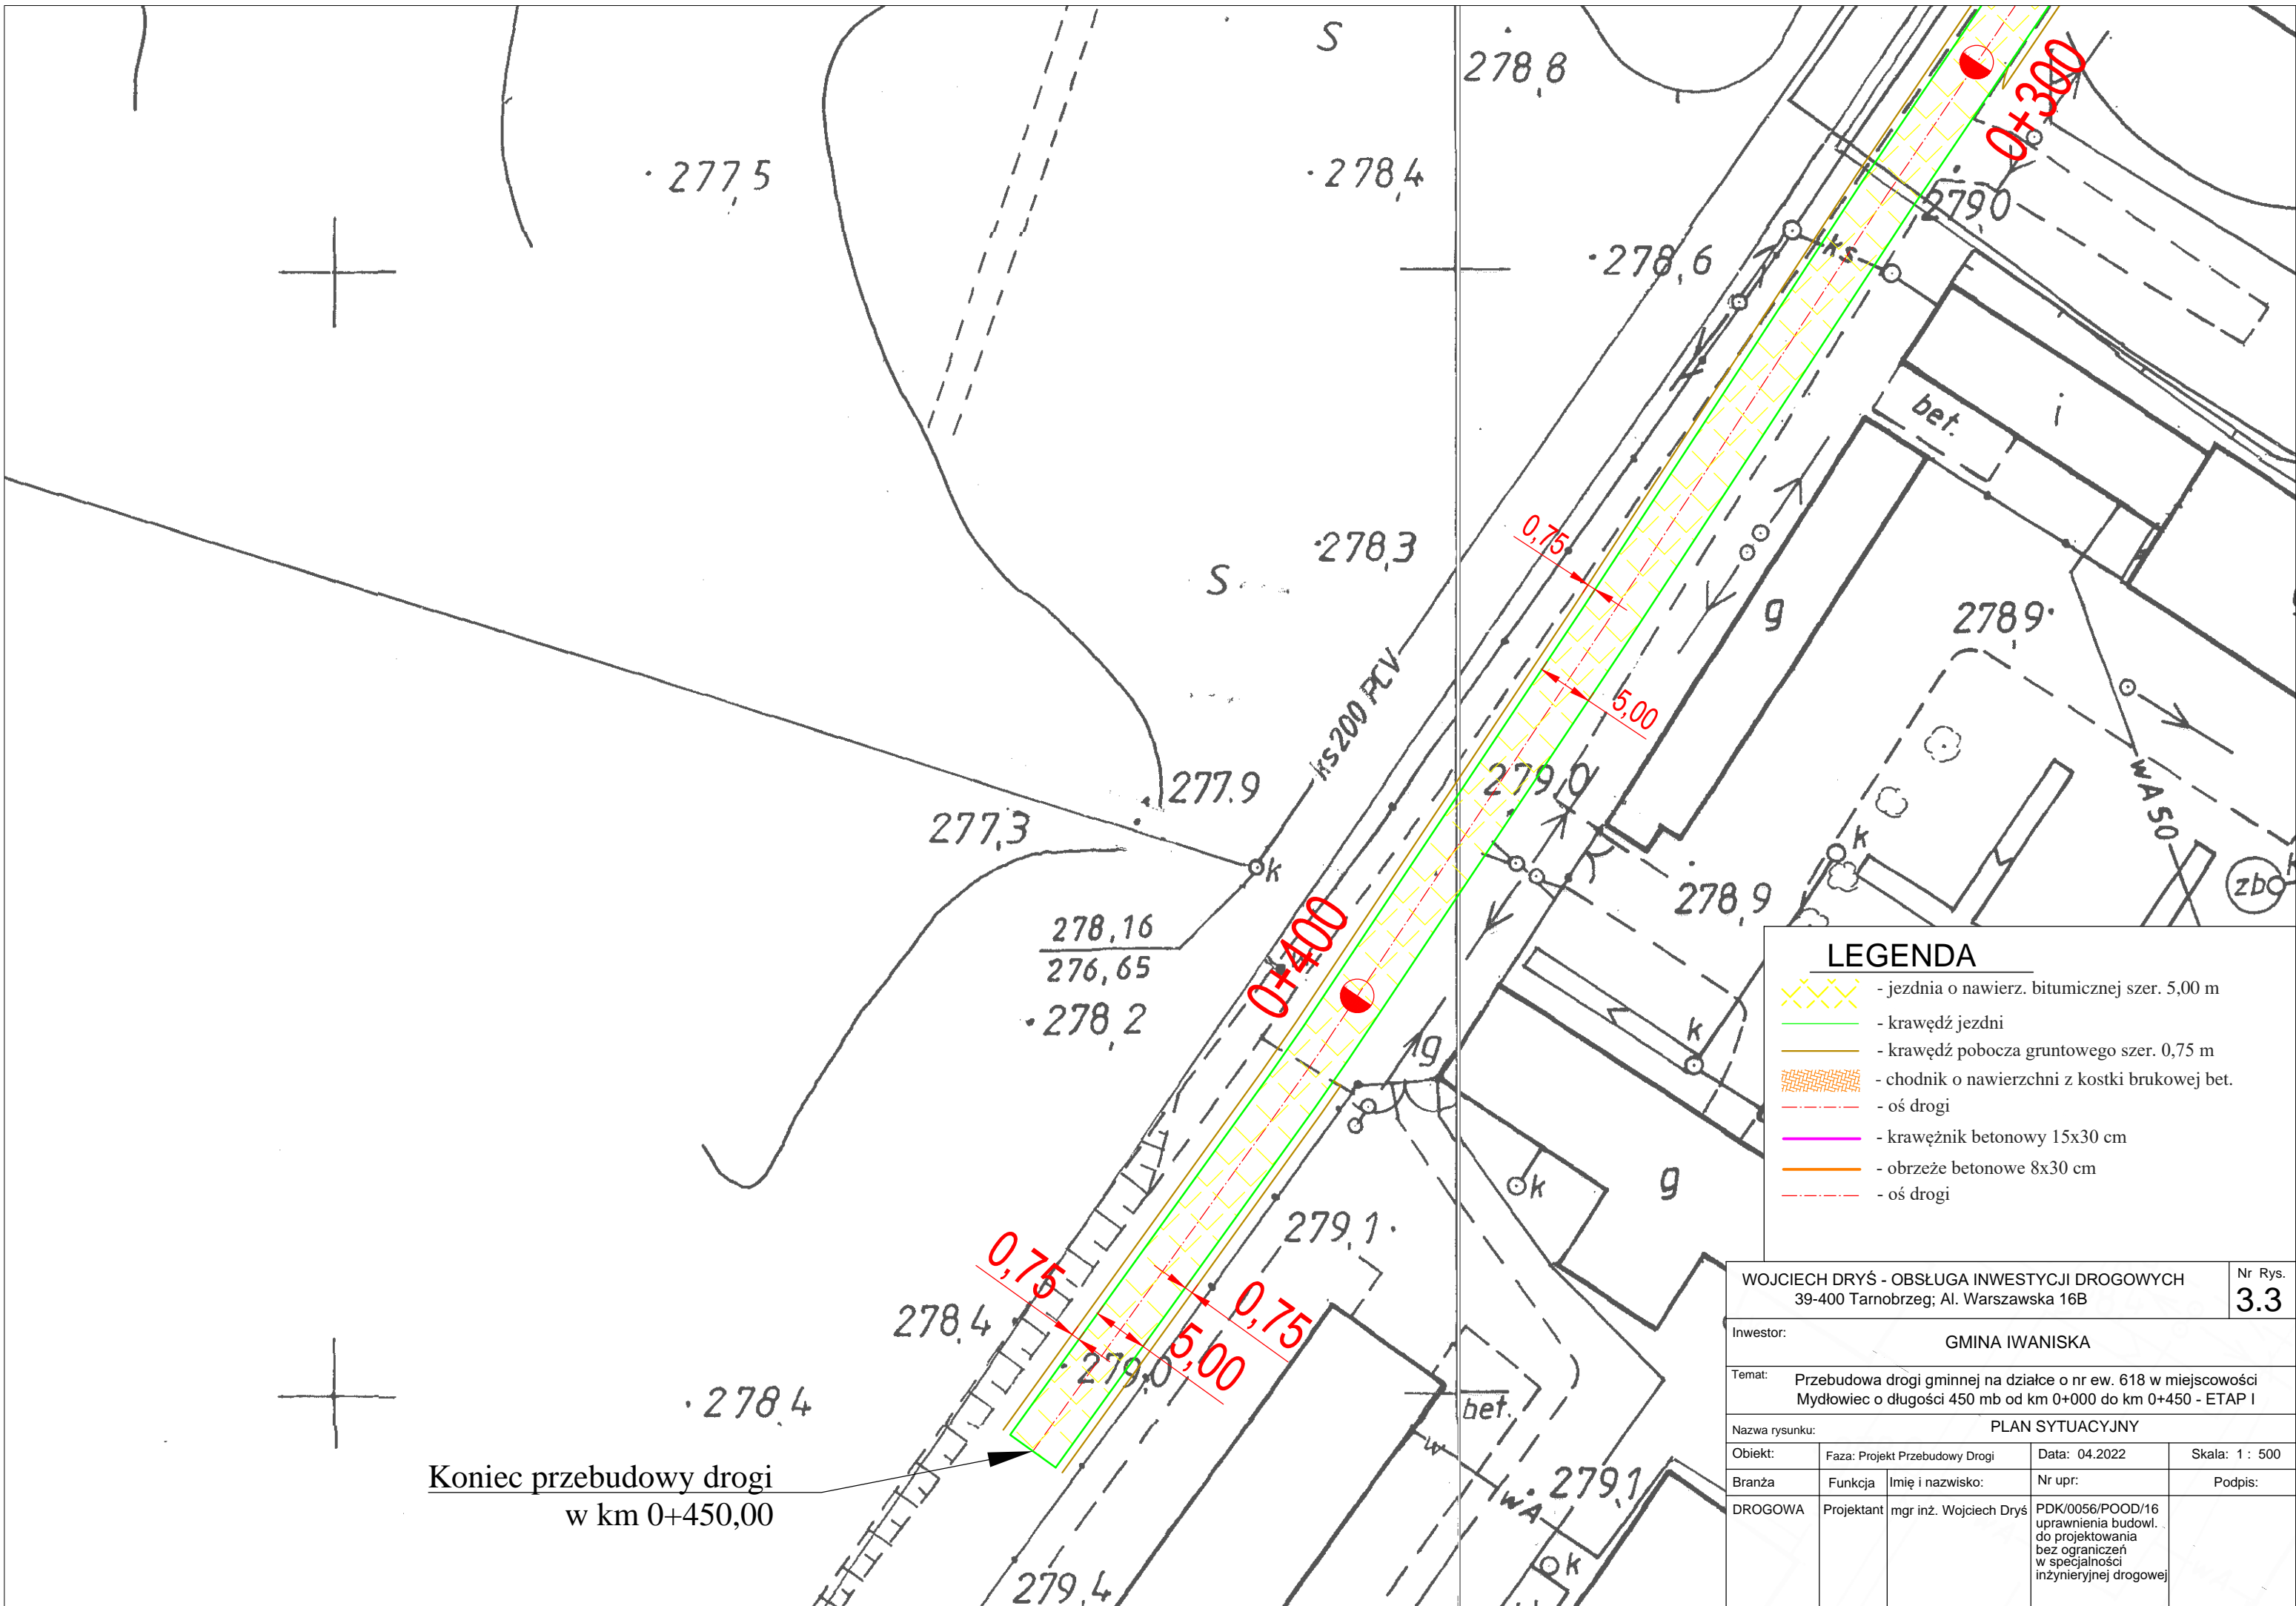 S
278,8
0+300
277,5
278,4
279,0
278,6
ks
bet.
i
278,3
0,75
S
g
278,9
ks200 PCV
5,00
279,0
277.9
277,3
wA50
k
k
278,9
zb
278,16
276,65
0+400
278,2
g
k
k
g
279,1
0,75
0,75
278,4
5,00
279,0
278,4
bet.
w
279,1
wA
k
279,4
Koniec przebudowy drogi
w km 0+450,00
LEGENDA
- jezdnia o nawierz. bitumicznej szer. 5,00 m
- krawędź jezdni
- krawędź pobocza gruntowego szer. 0,75 m
- chodnik o nawierzchni z kostki brukowej bet.
- oś drogi
- krawężnik betonowy 15x30 cm
- obrzeże betonowe 8x30 cm
- oś drogi
WOJCIECH DRYŚ - OBSŁUGA INWESTYCJI DROGOWYCH
39-400 Tarnobrzeg; Al. Warszawska 16B
Nr Rys.
3.3
Inwestor:
GMINA IWANISKA
Temat:
Przebudowa drogi gminnej na działce o nr ew. 618 w miejscowości
Mydłowiec o długości 450 mb od km 0+000 do km 0+450 - ETAP I
Nazwa rysunku:
PLAN SYTUACYJNY
Obiekt:
Faza: Projekt Przebudowy Drogi
Data: 04.2022
Skala: 1 : 500
Branża
Funkcja
Imię i nazwisko:
Nr upr:
Podpis:
DROGOWA
Projektant
mgr inż. Wojciech Dryś
PDK/0056/POOD/16
uprawnienia budowl.
do projektowania
bez ograniczeń
w specjalności
inżynieryjnej drogowej